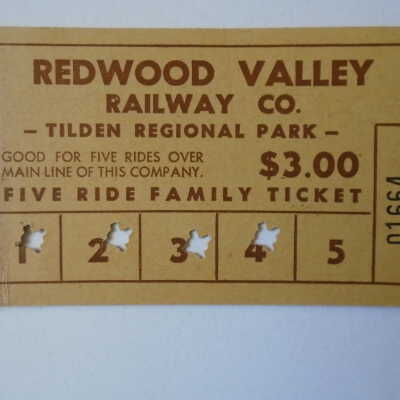 REDWOOD VALLEY
RAILWAY CO.
– TILDEN REGIONAL PARK –
GOOD FOR FIVE RIDES OVER
MAIN LINE OF THIS COMPANY.
$3.00
FIVE RIDE FAMILY TICKET
1 2 3 4 5
01664